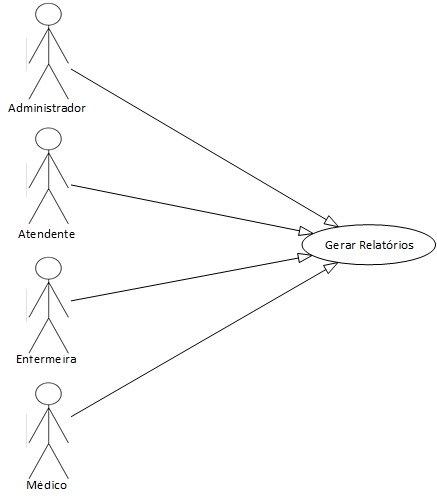 Administrador
Atendente
Gerar Relatórios
Enfermeira
Médico